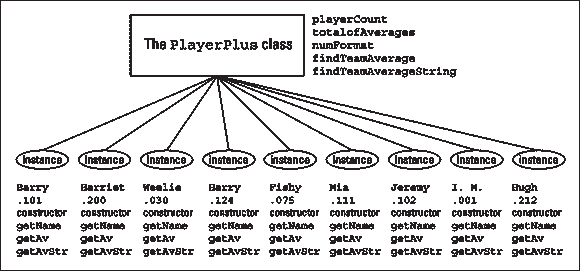 The PlayerPlus class
playerCount
totalofAverages
numFormat
findTeamAverage
findTeamAverageString
instance instance instance instance instance instance instance instance instance
Barry Harriet Weelie Harry Fishy Mia Jeremy I. M. Hugh
.101 .200 .030 .124 .075 .111 .102 .001 .212
constructor constructor constructor constructor constructor constructor constructor constructor constructor
getName getName getName getName getName getName getName getName getName
getAv getAv getAv getAv getAv getAv getAv getAv getAv
getAvStr getAvStr getAvStr getAvStr getAvStr getAvStr getAvStr getAvStr getAvStr